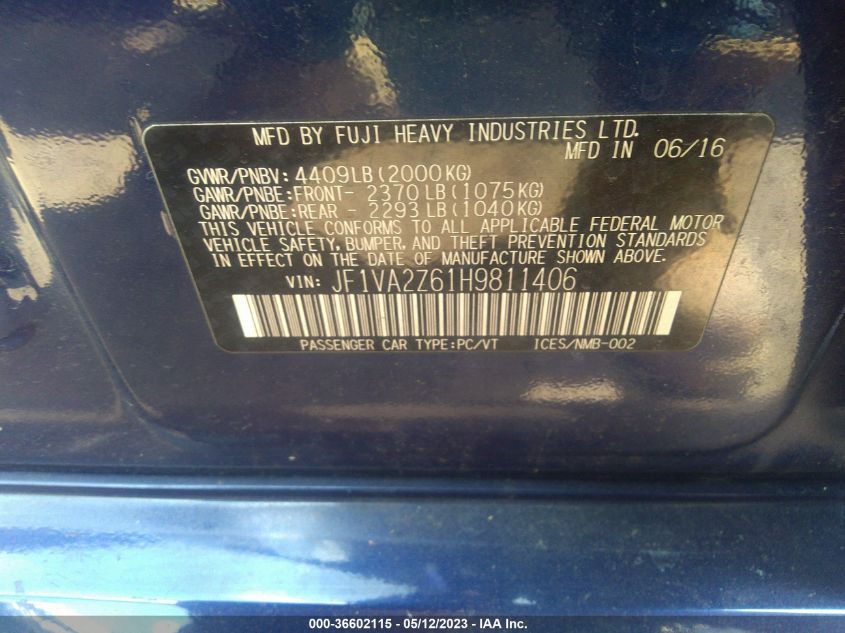 MFD BY FUJI HEAVY INDUSTRIES LTD.
MFD IN 06/16
GVWR/PNBV: 4409LB(2000KG)
GAWR/PNBE:FRONT- 2370LB(1075KG)
GAWR/PNBE:REAR - 2293LB(1040KG)
THIS VEHICLE CONFORMS TO ALL APPLICABLE FEDERAL MOTOR
VEHICLE SAFETY, BUMPER, AND THEFT PREVENTION STANDARDS
IN EFFECT ON THE DATA OF MANUFACTURE SHOWN ABOVE.
VIN: JF1VA2Z61H9811406
PASSENGER CAR TYPE:PC/VT ICES/NMB-002
000-36602115 - 05/12/2023 - IAA Inc.